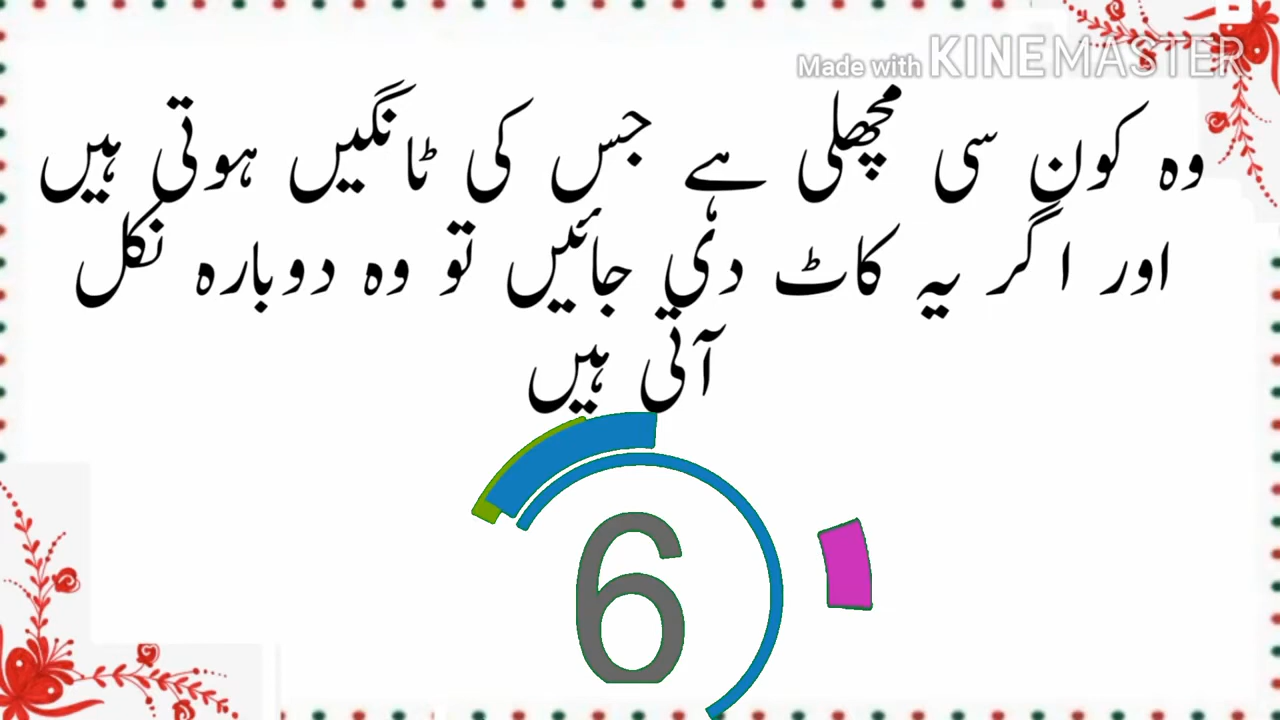 Made with KINEMASTER
وہ کون سی مچھلی ہے جس کی ٹانگیں ہوتی ہیں
اور اگر یہ کاٹ دی جائیں تو وہ دوبارہ نکل
آتی ہیں
6